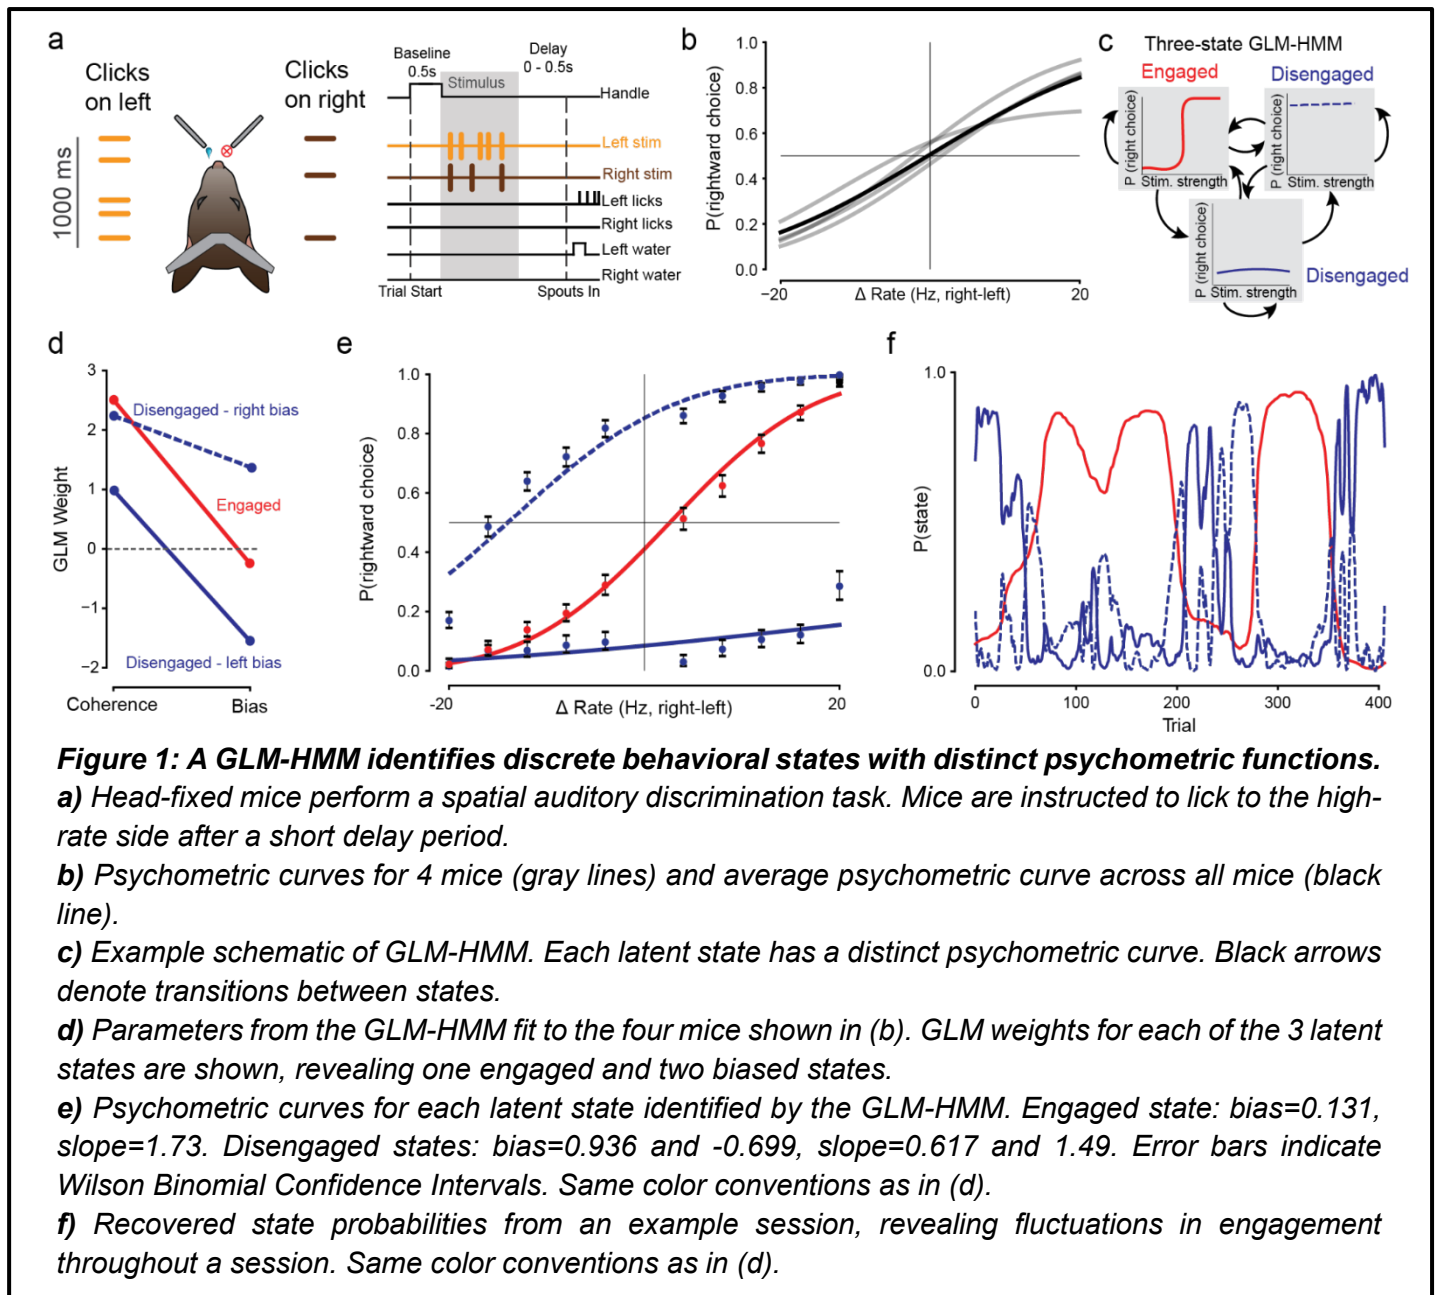 a
Clicks
on left
Clicks
on right
1000 ms
Baseline
0.5s
Delay
0 - 0.5s
Stimulus
Handle
Left stim
Right stim
Left licks
Right licks
Left water
Right water
Trial Start
Spouts In
b
P(rightward choice)
1.0
0.8
0.6
0.4
0.2
0.0
−20
Δ Rate (Hz, right-left)
20
c
Three-state GLM-HMM
Engaged
Disengaged
P (right choice)
Stim. strength
P (right choice)
Stim. strength
P (right choice)
Stim. strength
Disengaged
d
GLM Weight
3
2
1
0
−1
−2
Disengaged - right bias
Engaged
Disengaged - left bias
Coherence
Bias
e
P(rightward choice)
1.0
0.8
0.6
0.4
0.2
0.0
-20
Δ Rate (Hz, right-left)
20
f
P(state)
1.0
0.0
0
100
200
300
400
Trial
Figure 1: A GLM-HMM identifies discrete behavioral states with distinct psychometric functions.
a) Head-fixed mice perform a spatial auditory discrimination task. Mice are instructed to lick to the high-
rate side after a short delay period.
b) Psychometric curves for 4 mice (gray lines) and average psychometric curve across all mice (black
line).
c) Example schematic of GLM-HMM. Each latent state has a distinct psychometric curve. Black arrows
denote transitions between states.
d) Parameters from the GLM-HMM fit to the four mice shown in (b). GLM weights for each of the 3 latent
states are shown, revealing one engaged and two biased states.
e) Psychometric curves for each latent state identified by the GLM-HMM. Engaged state: bias=0.131,
slope=1.73. Disengaged states: bias=0.936 and -0.699, slope=0.617 and 1.49. Error bars indicate
Wilson Binomial Confidence Intervals. Same color conventions as in (d).
f) Recovered state probabilities from an example session, revealing fluctuations in engagement
throughout a session. Same color conventions as in (d).